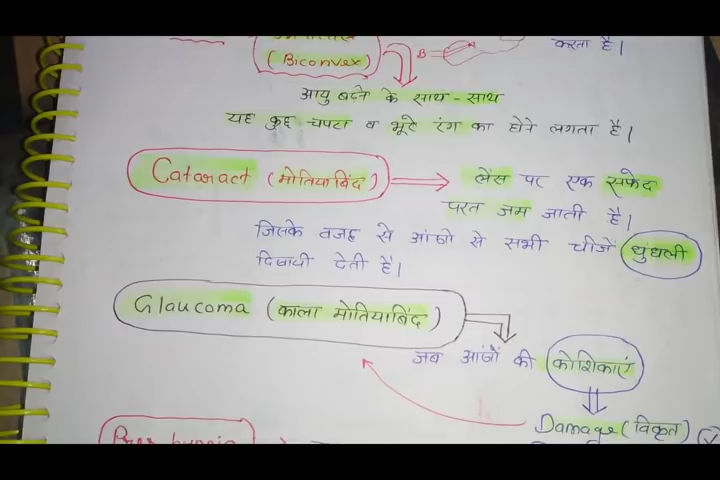 करता है।
(Biconvex)
B
आयु बढ़ने के साथ-साथ
यह कुछ चपटा व भूरे रंग का होने लगता है।
Cataract (मोतियाबिंद) लेंस पर एक सफेद
परत जम जाती है।
जिसके वजह से आंखो से सभी चीजें धुंधली
दिखायी देती है।
Glaucoma (काला मोतियाबिंद)
जब आंखों की कोशिकाएं
Damage (विकृत)